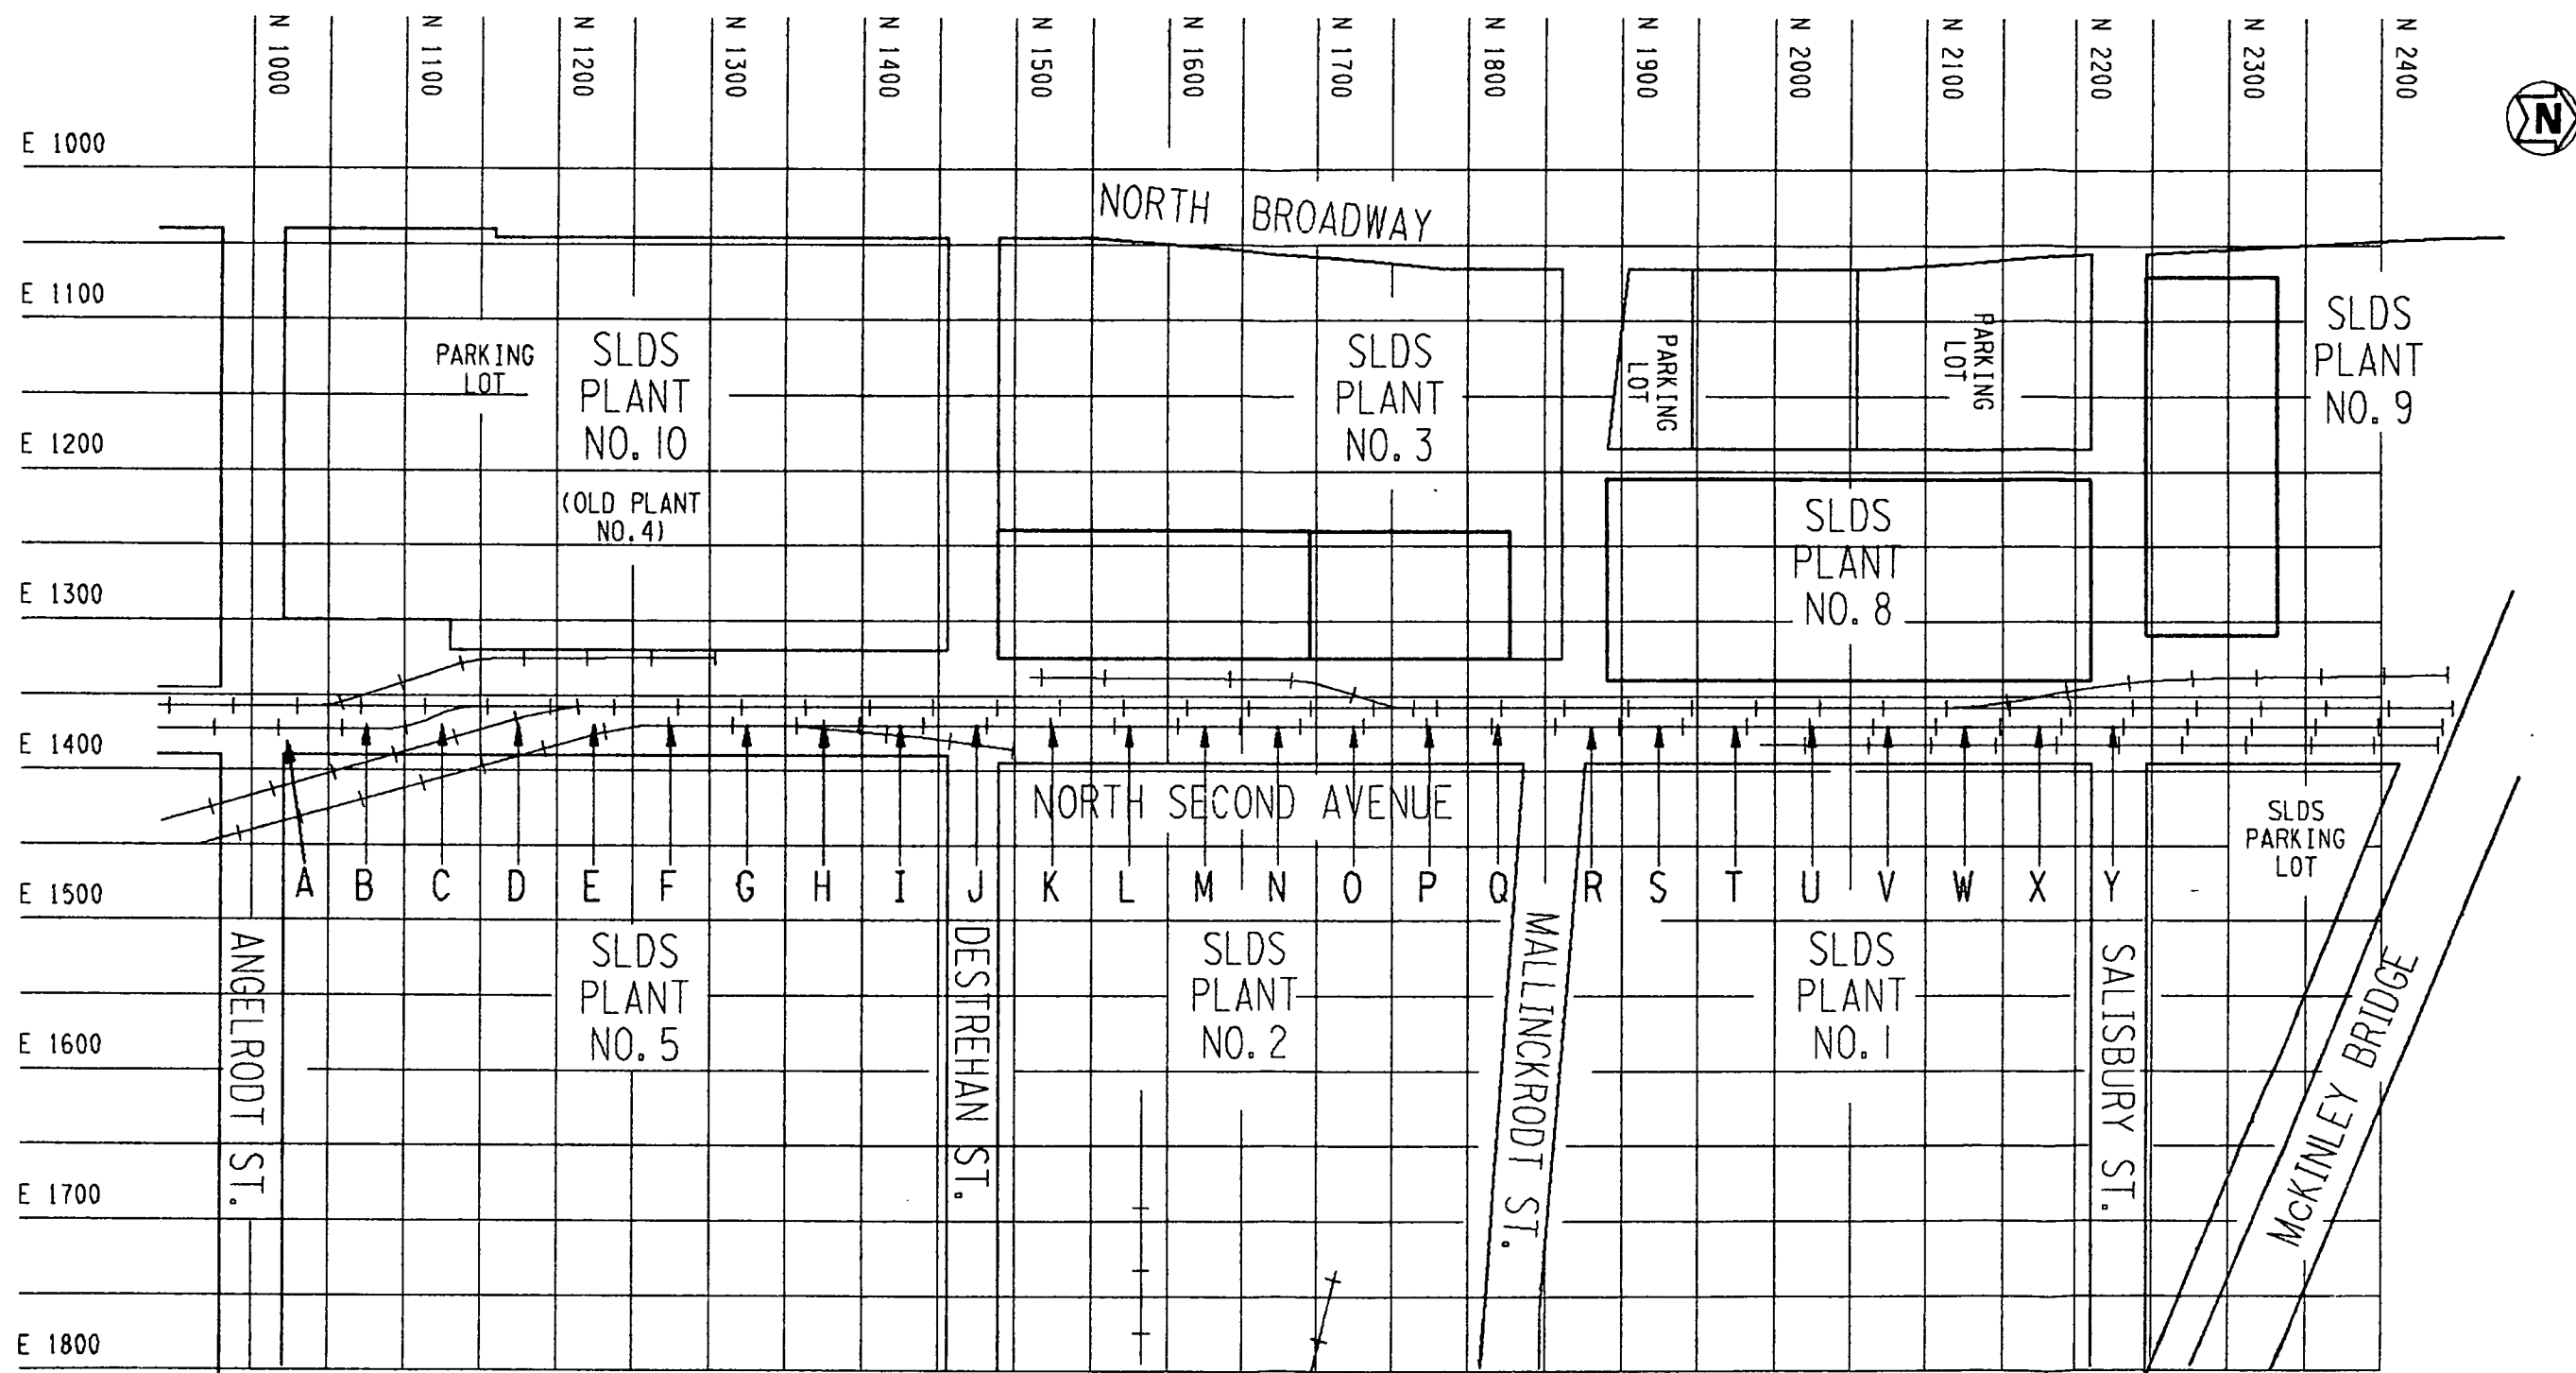 N 1000
N 1100
N 1200
N 1300
N 1400
N 1500
N 1600
N 1700
N 1800
N 1900
N 2000
N 2100
N 2200
N 2300
N 2400
N
E 1000
E 1100
E 1200
E 1300
E 1400
E 1500
E 1600
E 1700
E 1800
NORTH BROADWAY
PARKING
LOT
SLDS
PLANT
NO. 10
(OLD PLANT
NO. 4)
SLDS
PLANT
NO. 3
PARKING
LOT
PARKING
LOT
SLDS
PLANT
NO. 9
SLDS
PLANT
NO. 8
NORTH SECOND AVENUE
SLDS
PARKING
LOT
A B C D E F G H I J K L M N O P Q R S T U V W X Y
ANGELRODT ST.
SLDS
PLANT
NO. 5
DESTREHAN ST.
SLDS
PLANT
NO. 2
MALLINCKRODT ST.
SLDS
PLANT
NO. 1
SALISBURY ST.
McKINLEY BRIDGE